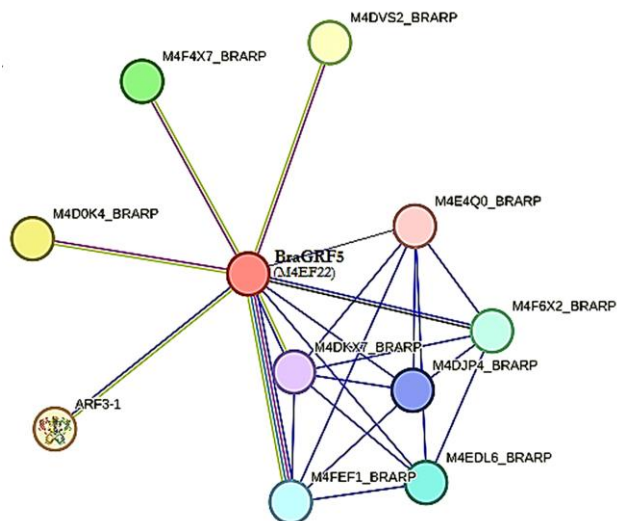 M4DVS2_BRARP
M4F4X7_BRARP
M4E4Q0_BRARP
M4D0K4_BRARP
BraGRF5
(M4EF22)
M4F6X2_BRARP
M4DKX7_BRARP
M4DJP4_BRARP
ARF3-1
M4EDL6_BRARP
M4FEF1_BRARP